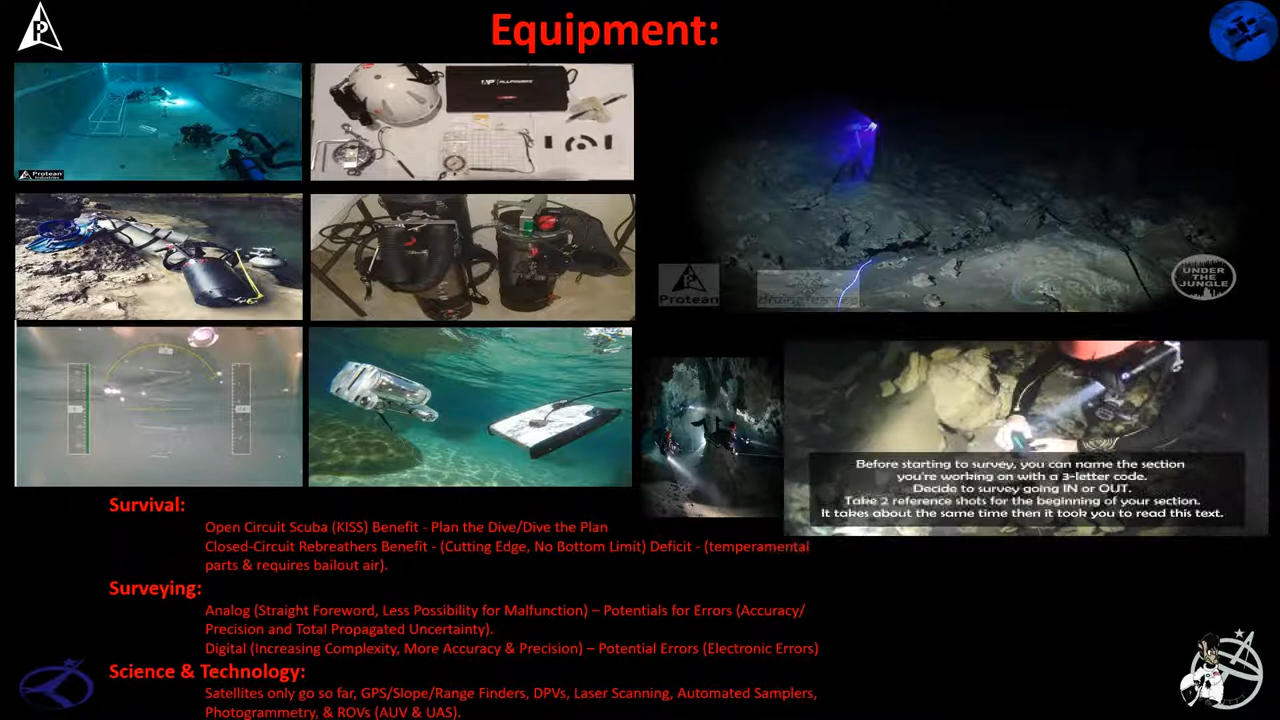 Equipment:
Protean
Industries
ALLPOWERS
Protean
UNDER
THE
JUNGLE
Before starting to survey, you can name the section
you're working on with a 3-letter code.
Decide to survey going IN or OUT.
Take 2 reference shots for the beginning of your section.
It takes about the same time then it took you to read this text.
Survival:
Open Circuit Scuba (KISS) Benefit - Plan the Dive/Dive the Plan
Closed-Circuit Rebreathers Benefit - (Cutting Edge, No Bottom Limit) Deficit - (temperamental
parts & requires bailout air).
Surveying:
Analog (Straight Foreword, Less Possibility for Malfunction) – Potentials for Errors (Accuracy/
Precision and Total Propagated Uncertainty).
Digital (Increasing Complexity, More Accuracy & Precision) – Potential Errors (Electronic Errors)
Science & Technology:
Satellites only go so far, GPS/Slope/Range Finders, DPVs, Laser Scanning, Automated Samplers,
Photogrammetry, & ROVs (AUV & UAS).